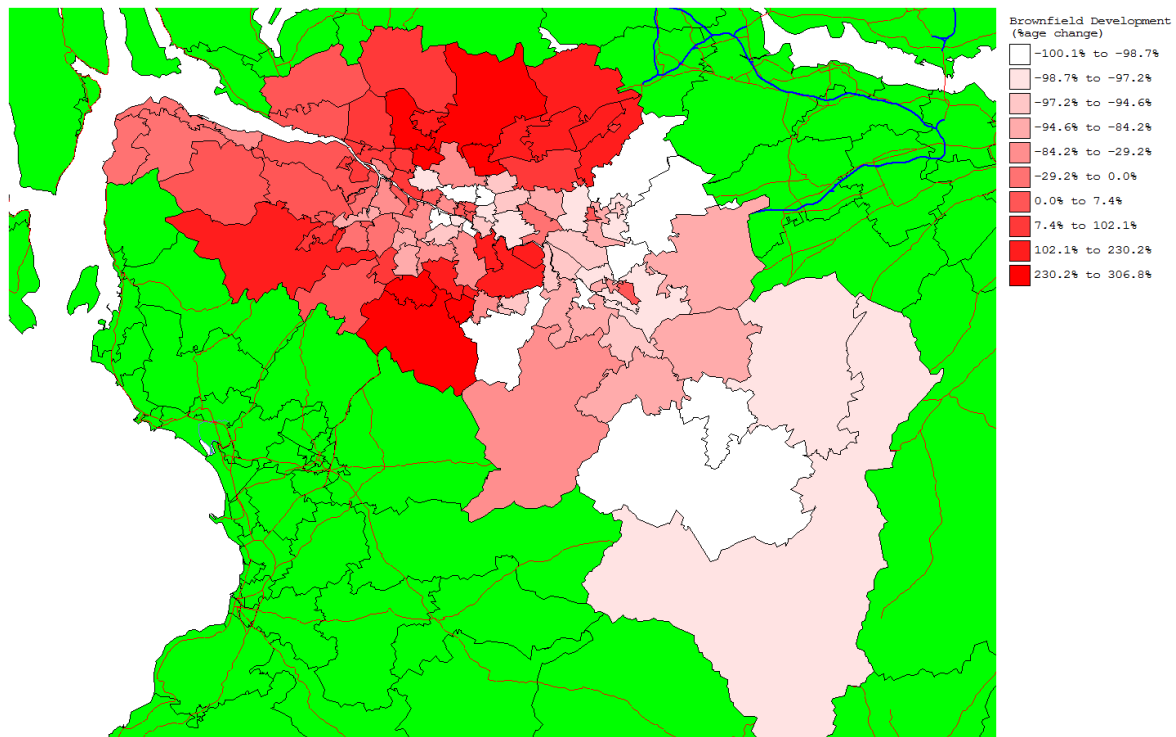 Brownfield Development
(%age change)
-100.1% to -98.7%
-98.7% to -97.2%
-97.2% to -94.6%
-94.6% to -84.2%
-84.2% to -29.2%
-29.2% to 0.0%
0.0% to 7.4%
7.4% to 102.1%
102.1% to 230.2%
230.2% to 306.8%